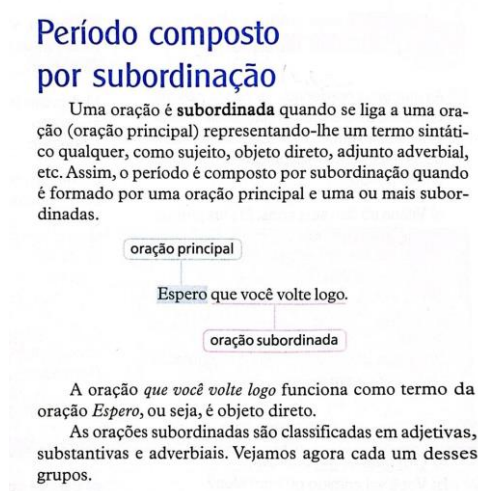 Período composto
por subordinação
Uma oração é subordinada quando se liga a uma ora-
ção (oração principal) representando-lhe um termo sintáti-
co qualquer, como sujeito, objeto direto, adjunto adverbial,
etc. Assim, o período é composto por subordinação quando
é formado por uma oração principal e uma ou mais subor-
dinadas.
oração principal
Espero que você volte logo.
oração subordinada
A oração que você volte logo funciona como termo da
oração Espero, ou seja, é objeto direto.
As orações subordinadas são classificadas em adjetivas,
substantivas e adverbiais. Vejamos agora cada um desses
grupos.